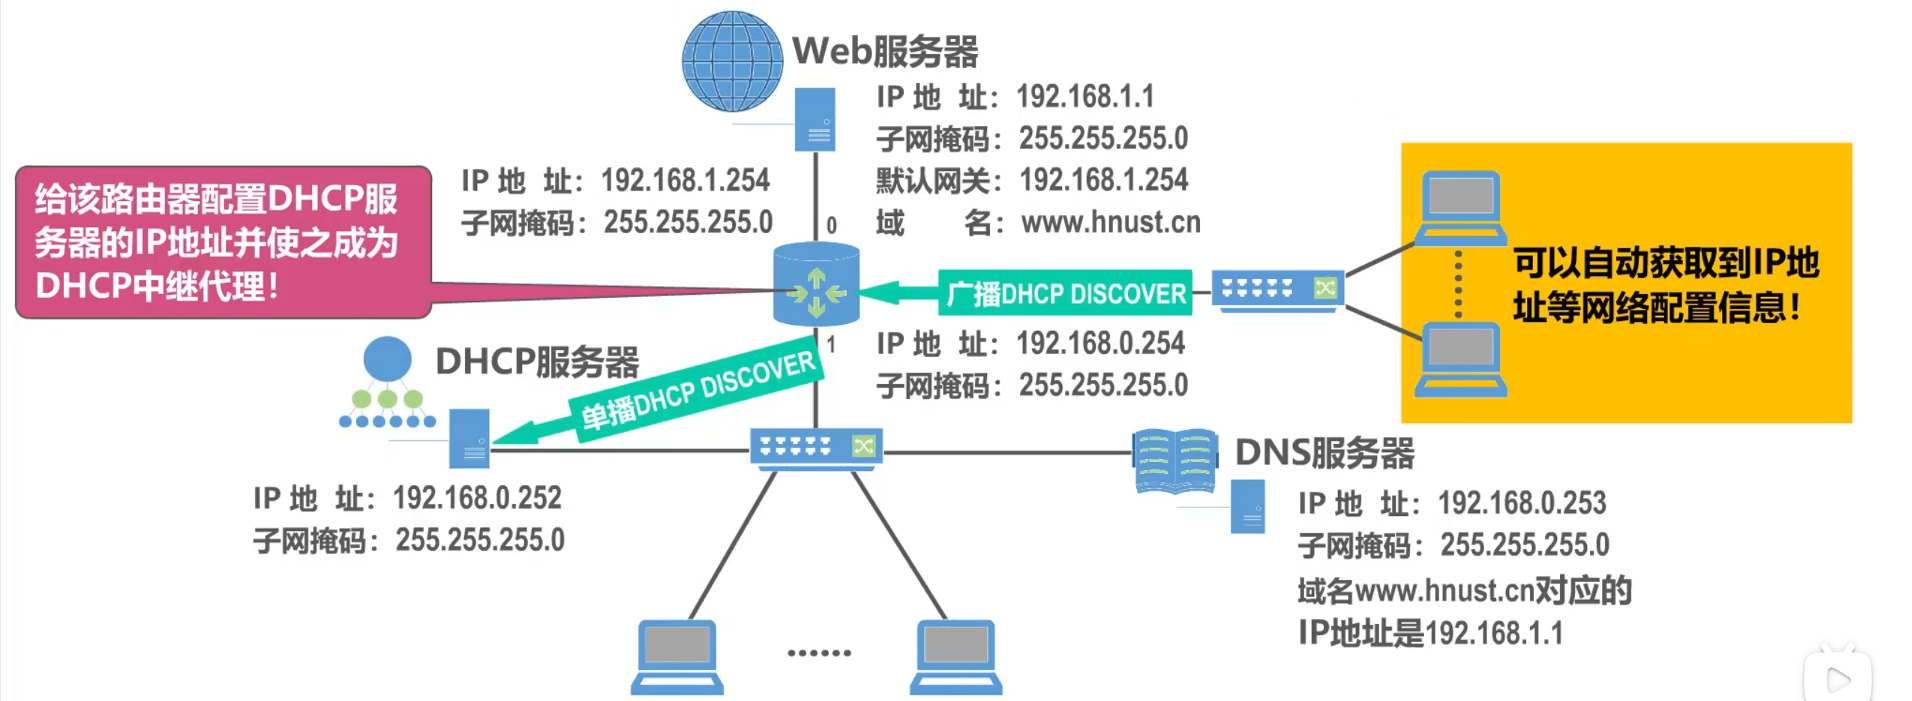 Web服务器
IP 地 址：192.168.1.1
子网掩码：255.255.255.0
默认网关：192.168.1.254
域 名：www.hnust.cn
IP 地 址：192.168.1.254
子网掩码：255.255.255.0
0
给该路由器配置DHCP服
务器的IP地址并使之成为
DHCP中继代理！
广播DHCP DISCOVER
可以自动获取到IP地
址等网络配置信息！
1
IP 地 址：192.168.0.254
子网掩码：255.255.255.0
DHCP服务器
单播DHCP DISCOVER
IP 地 址：192.168.0.252
子网掩码：255.255.255.0
DNS服务器
IP 地 址：192.168.0.253
子网掩码：255.255.255.0
域名www.hnust.cn对应的
IP地址是192.168.1.1